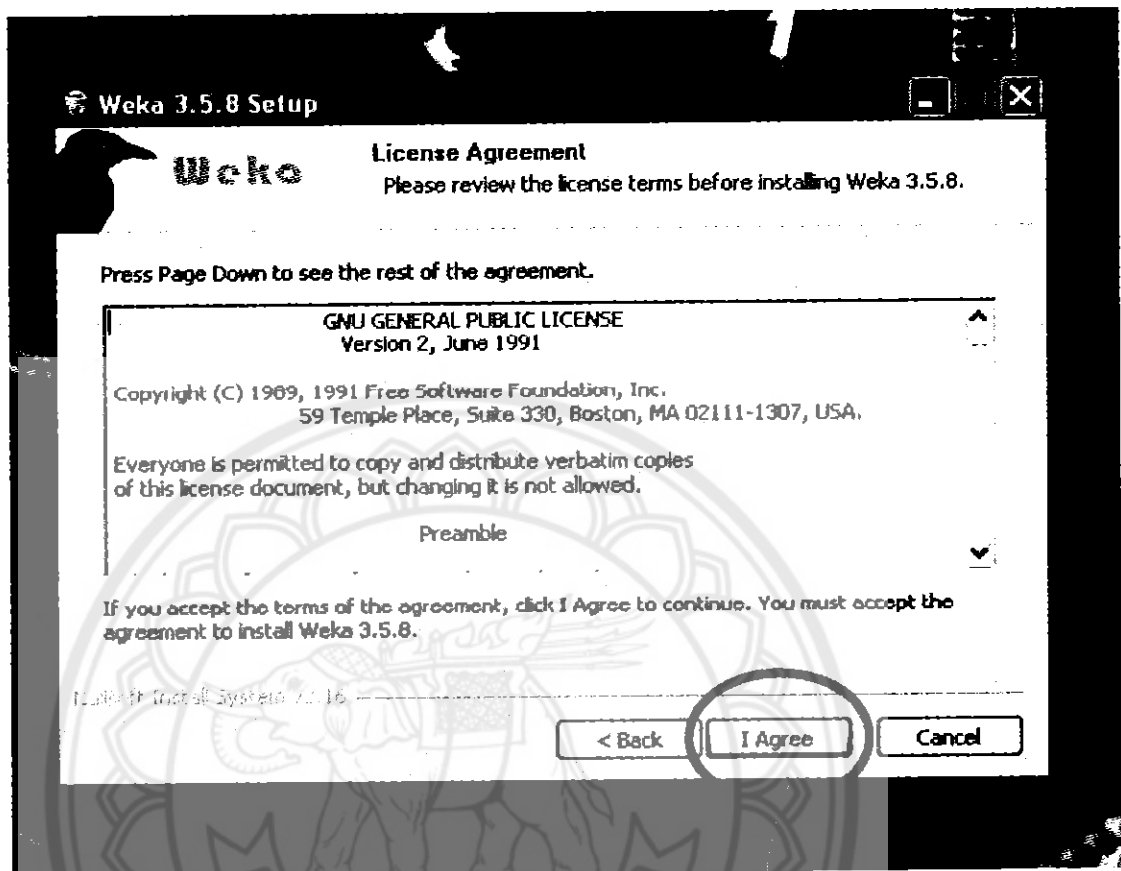 Weka 3.5.8 Setup
Weka
License Agreement
Please review the license terms before installing Weka 3.5.8.
Press Page Down to see the rest of the agreement.
GNU GENERAL PUBLIC LICENSE
Version 2, June 1991
Copyright (C) 1989, 1991 Free Software Foundation, Inc.
59 Temple Place, Suite 330, Boston, MA 02111-1307, USA.
Everyone is permitted to copy and distribute verbatim copies
of this license document, but changing it is not allowed.
Preamble
If you accept the terms of the agreement, click I Agree to continue. You must accept the
agreement to install Weka 3.5.8.
Install System
< Back
I Agree
Cancel